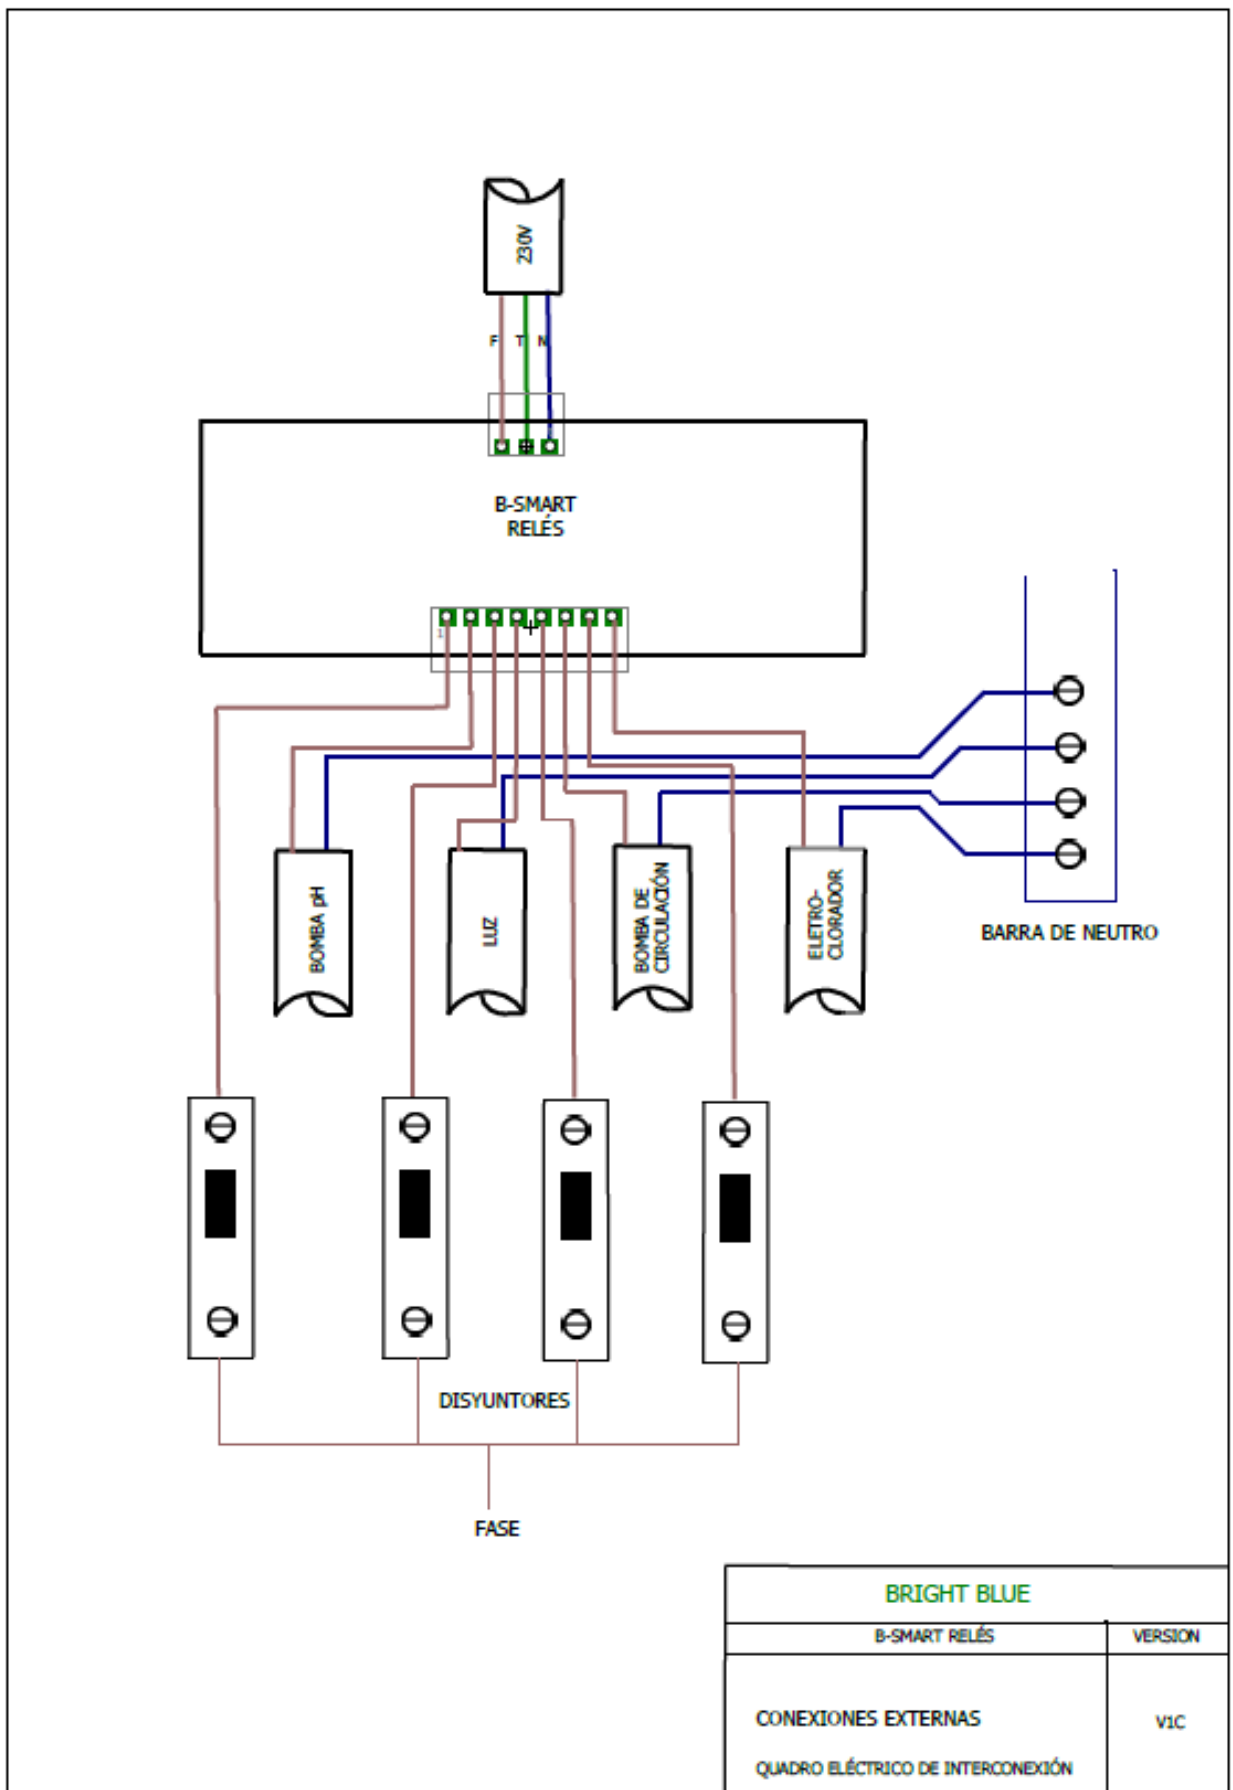 230V
F T N
B-SMART
RELÉS
1
BOMBA pH
LUZ
BOMBA DE
CIRCULACIÓN
ELETRO-
CLORADOR
BARRA DE NEUTRO
DISYUNTORES
FASE
BRIGHT BLUE
B-SMART RELÉS
VERSION
CONEXIONES EXTERNAS
V1C
QUADRO ELÉCTRICO DE INTERCONEXIÓN